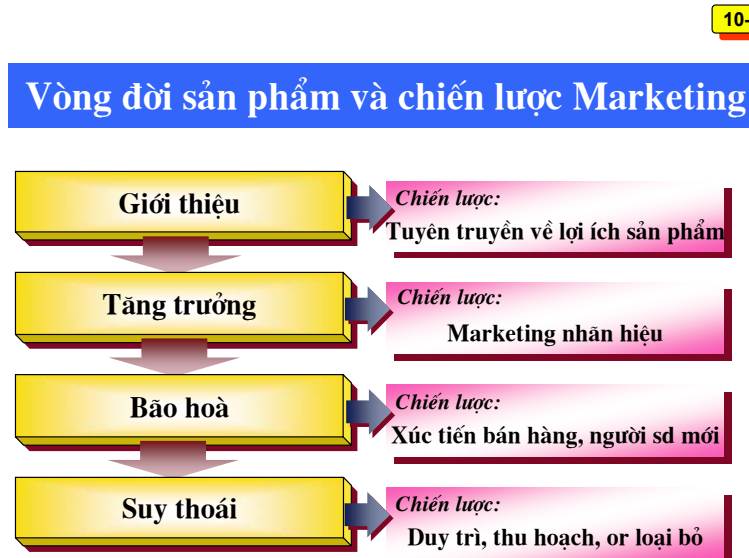 10-
Vòng đời sản phẩm và chiến lược Marketing
Giới thiệu
Chiến lược:
Tuyên truyền về lợi ích sản phẩm
Tăng trưởng
Chiến lược:
Marketing nhãn hiệu
Bão hoà
Chiến lược:
Xúc tiến bán hàng, người sd mới
Suy thoái
Chiến lược:
Duy trì, thu hoạch, or loại bỏ